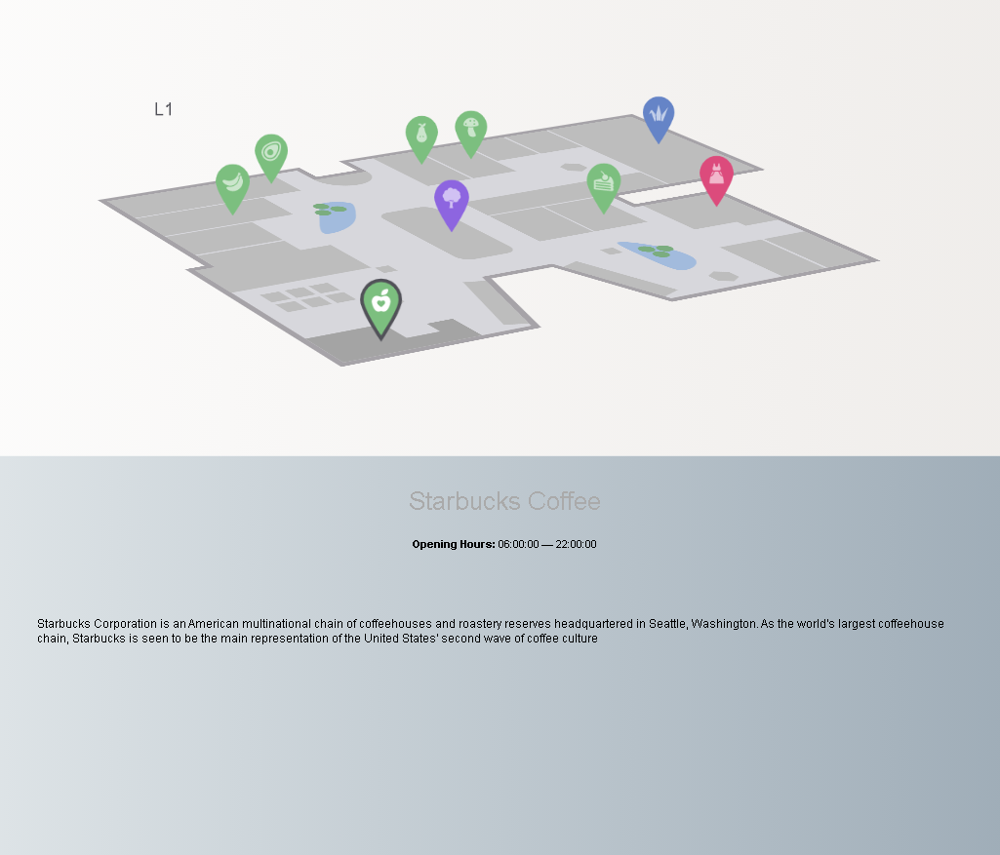 L1
Starbucks Coffee
Opening Hours: 06:00:00 — 22:00:00
Starbucks Corporation is an American multinational chain of coffeehouses and roastery reserves headquartered in Seattle, Washington. As the world's largest coffeehouse
chain, Starbucks is seen to be the main representation of the United States' second wave of coffee culture